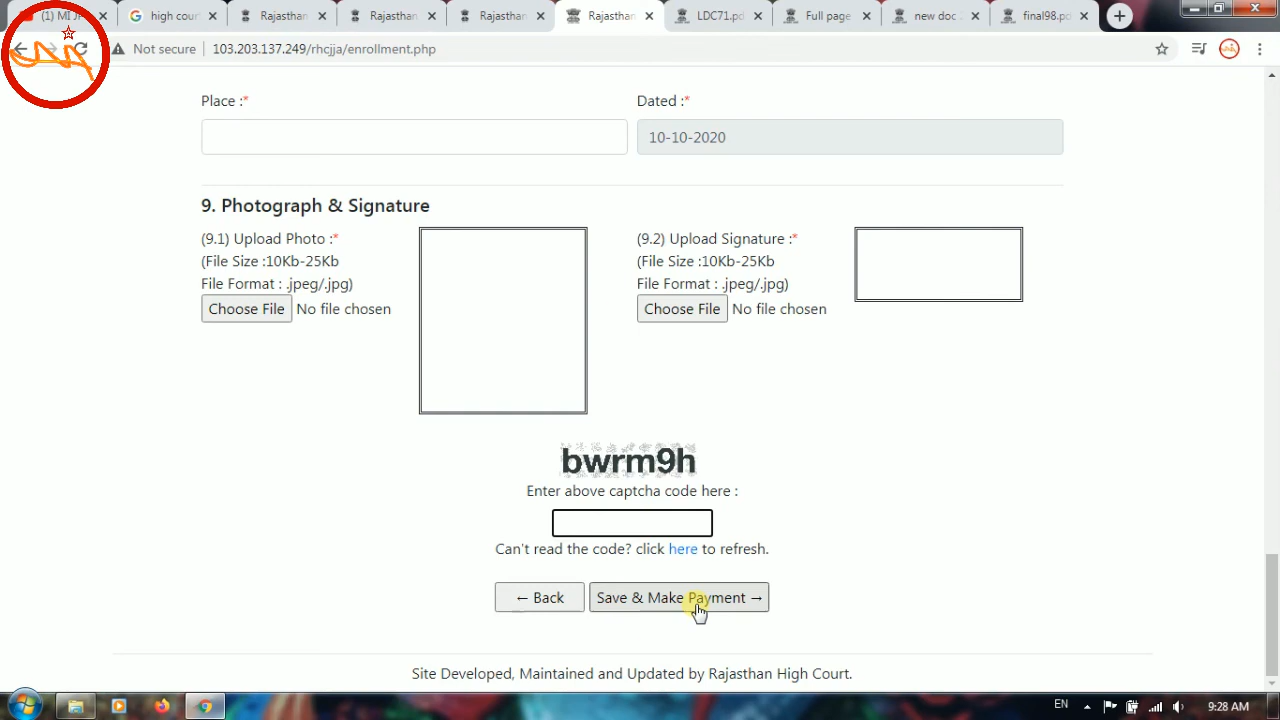 (1) MI JE
high court
Rajasthan
Rajasthan
Rajasthan
Rajasthan
LDC71.pd
Full page
new doc
final98.pd
Not secure
103.203.137.249/rhcjja/enrollment.php
Place :*
Dated :*
10-10-2020
9. Photograph & Signature
(9.1) Upload Photo :*
(File Size :10Kb-25Kb
File Format : .jpeg/.jpg)
Choose File No file chosen
(9.2) Upload Signature :*
(File Size :10Kb-25Kb
File Format : .jpeg/.jpg)
Choose File No file chosen
bwrm9h
Enter above captcha code here :
Can't read the code? click here to refresh.
← Back
Save & Make Payment →
Site Developed, Maintained and Updated by Rajasthan High Court.
EN
9:28 AM